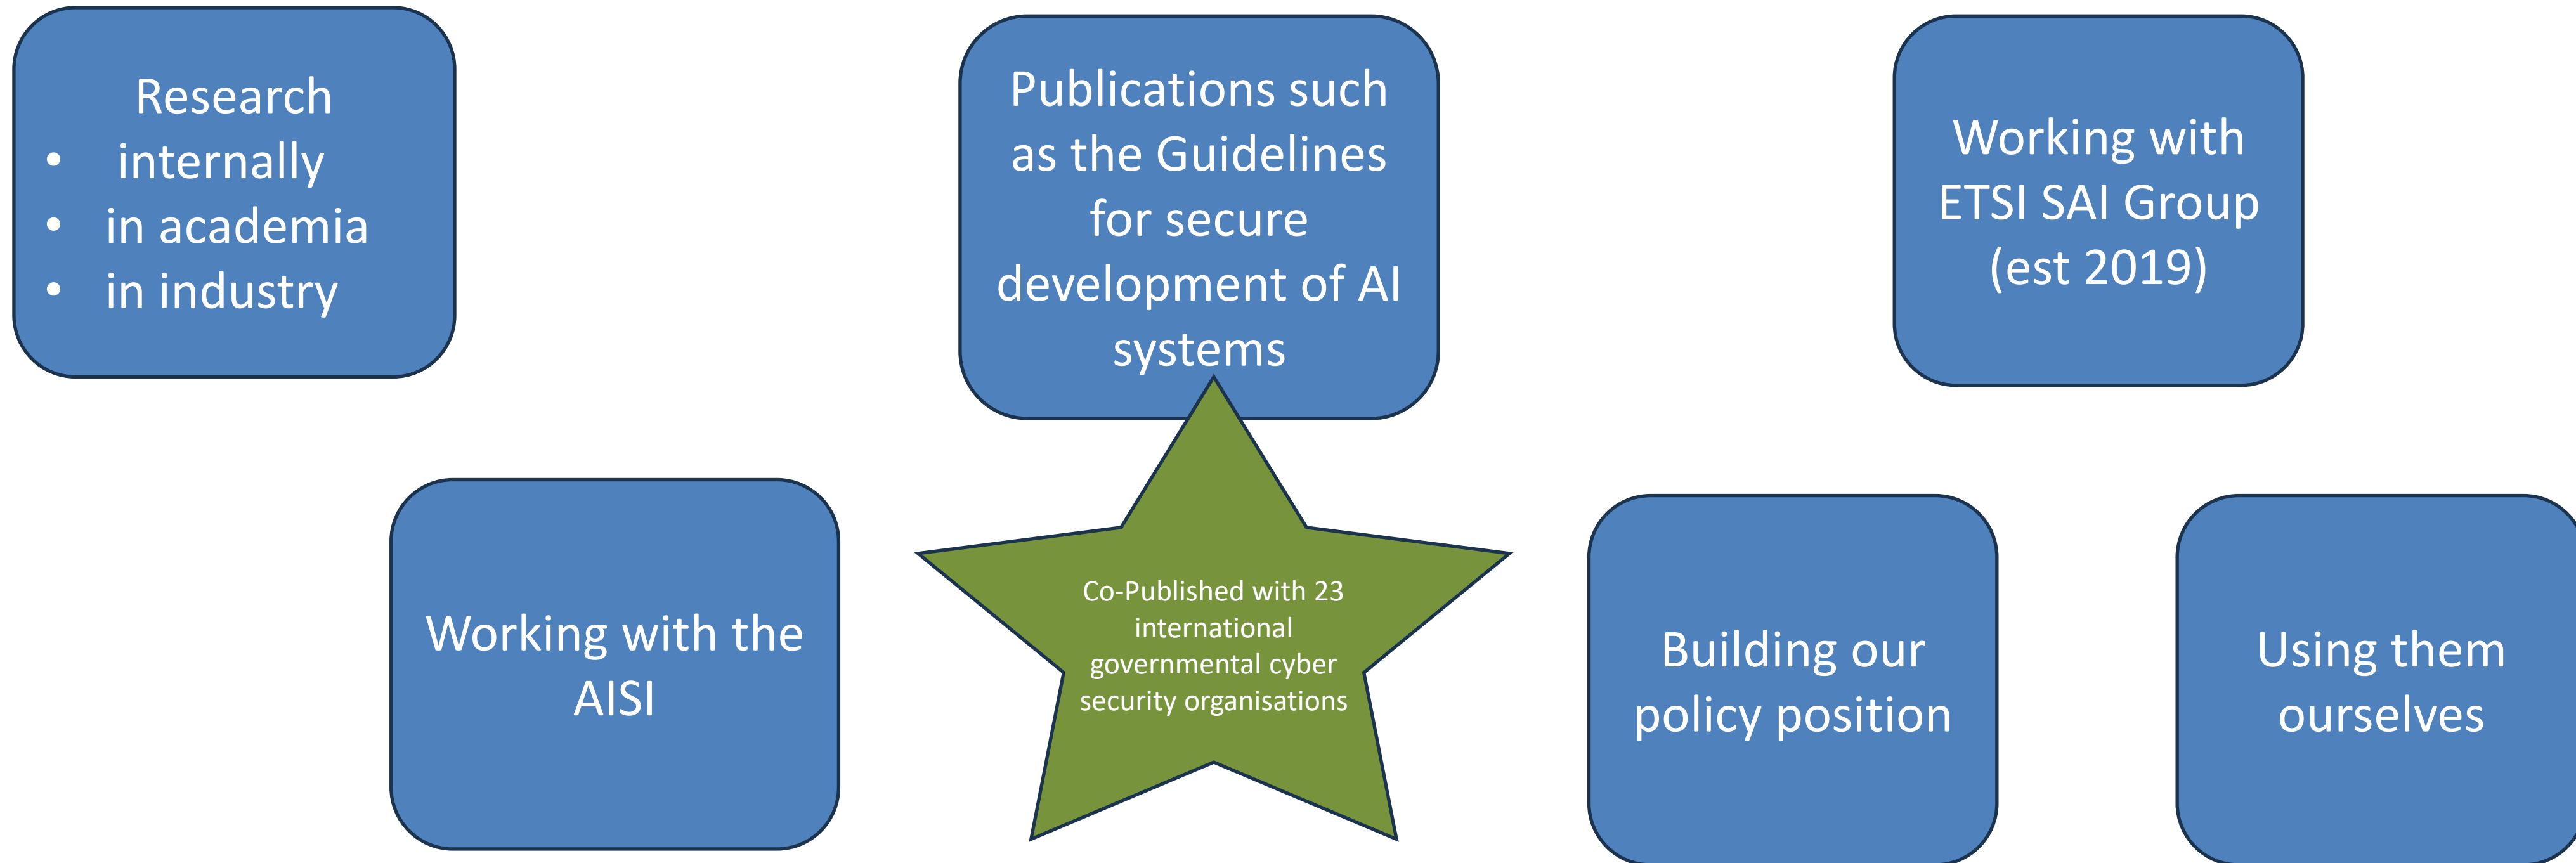 Research
• internally
• in academia
• in industry
Publications such
as the Guidelines
for secure
development of AI
systems
Working with
ETSI SAI Group
(est 2019)
Working with the
AISI
Co-Published with 23
international
governmental cyber
security organisations
Building our
policy position
Using them
ourselves